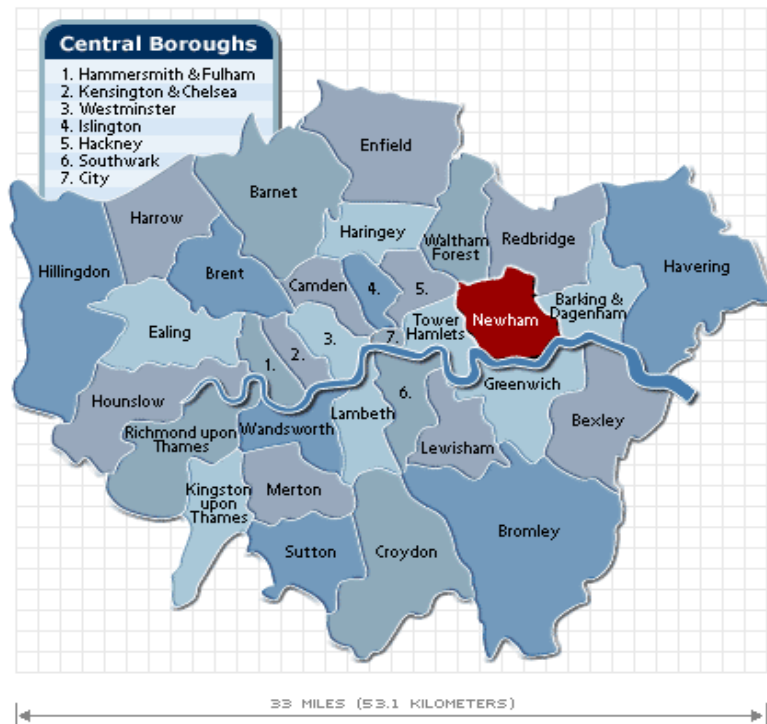 Central Boroughs
1. Hammersmith & Fulham
2. Kensington & Chelsea
3. Westminster
4. Islington
5. Hackney
6. Southwark
7. City
Enfield
Barnet
Harrow
Haringey
Waltham
Forest
Redbridge
Havering
Hillingdon
Brent
Camden
4.
5.
Barking &
Dagenham
Ealing
Tower
Hamlets
Newham
1.
2.
3.
7.
Greenwich
Hounslow
6.
Lambeth
Bexley
Richmond upon
Thames
Wandsworth
Lewisham
Kingston
upon
Thames
Merton
Bromley
Sutton
Croydon
33 MILES (53.1 KILOMETERS)